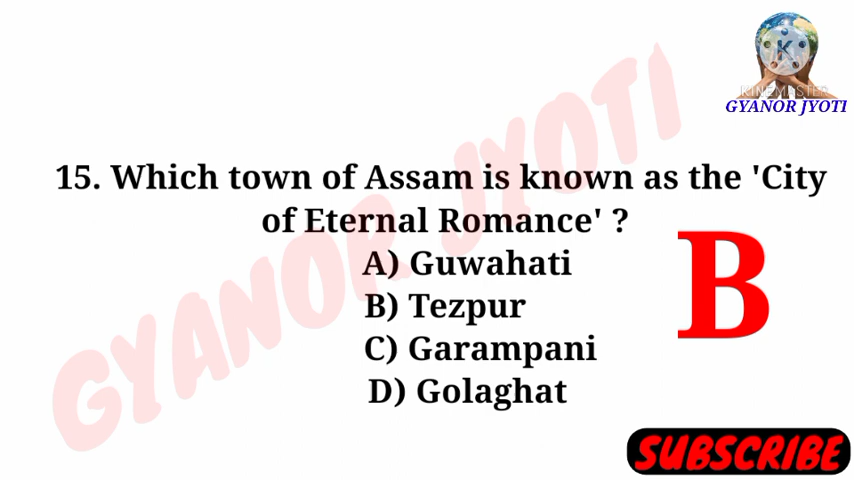 K
KINEMASTER
GYANOR JYOTI
GYANOR JYOTI
15. Which town of Assam is known as the 'City
of Eternal Romance' ?
A) Guwahati
B) Tezpur
C) Garampani
D) Golaghat
B
SUBSCRIBE